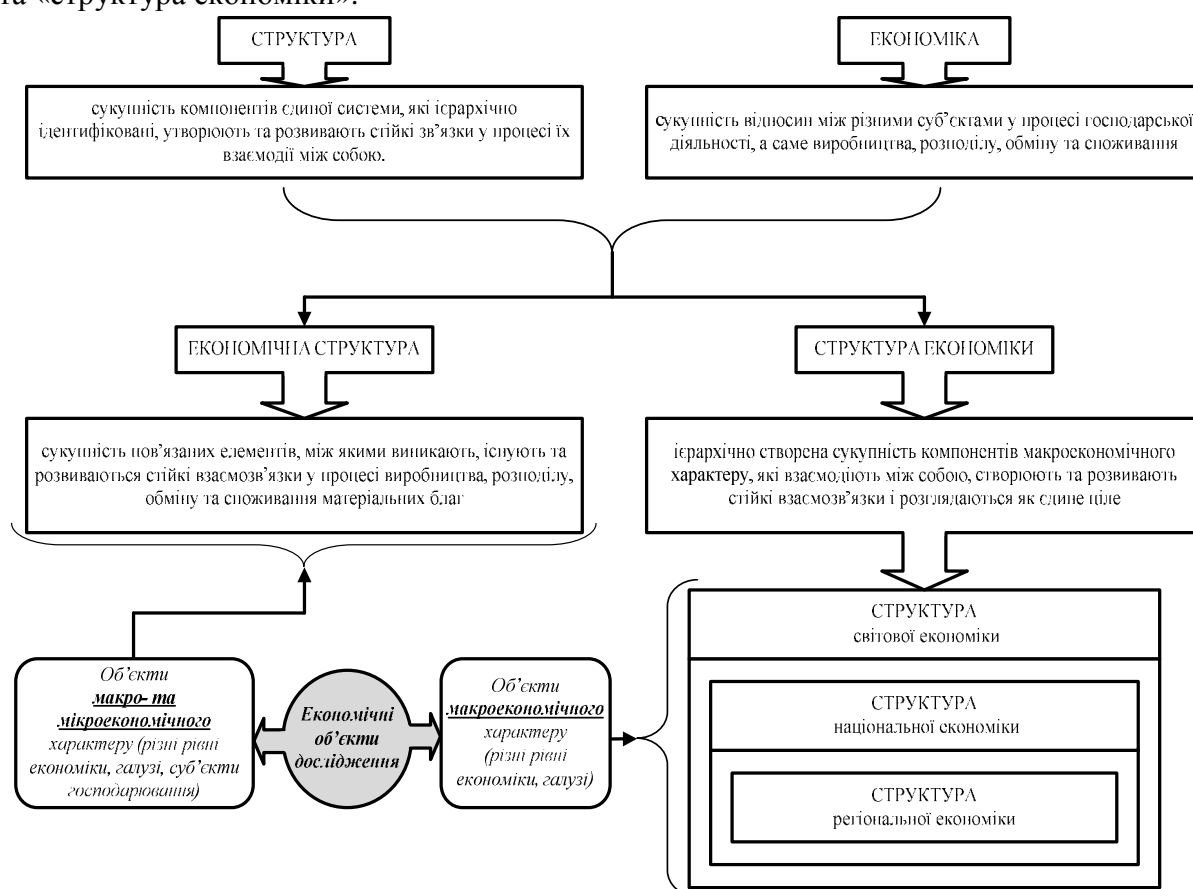 та «структура економіки».
СТРУКТУРА
ЕКОНОМІКА
сукупність компонентів єдиної системи, які ієрархічно
ідентифіковані, утворюють та розвивають стійкі зв’язки у процесі їх
взаємодії між собою.
сукупність відносин між різними суб’єктами у процесі господарської
діяльності, а саме виробництва, розподілу, обміну та споживання
ЕКОНОМІЧНА СТРУКТУРА
СТРУКТУРА ЕКОНОМІКИ
сукупність пов’язаних елементів, між якими виникають, існують та
розвиваються стійкі взаємозв’язки у процесі виробництва, розподілу,
обміну та споживання матеріальних благ
ієрархічно створена сукупність компонентів макроекономічного
характеру, які взаємодіють між собою, створюють та розвивають
стійкі взаємозв’язки і розглядаються як єдине ціле
Об’єкти
макро- та
мікроекономічного
характеру (різні рівні
економіки, галузі, суб’єкти
господарювання)
Економічні
об’єкти
дослідження
Об’єкти
макроекономічного
характеру
(різні рівні
економіки, галузі)
СТРУКТУРА
світової економіки
СТРУКТУРА
національної економіки
СТРУКТУРА
регіональної економіки